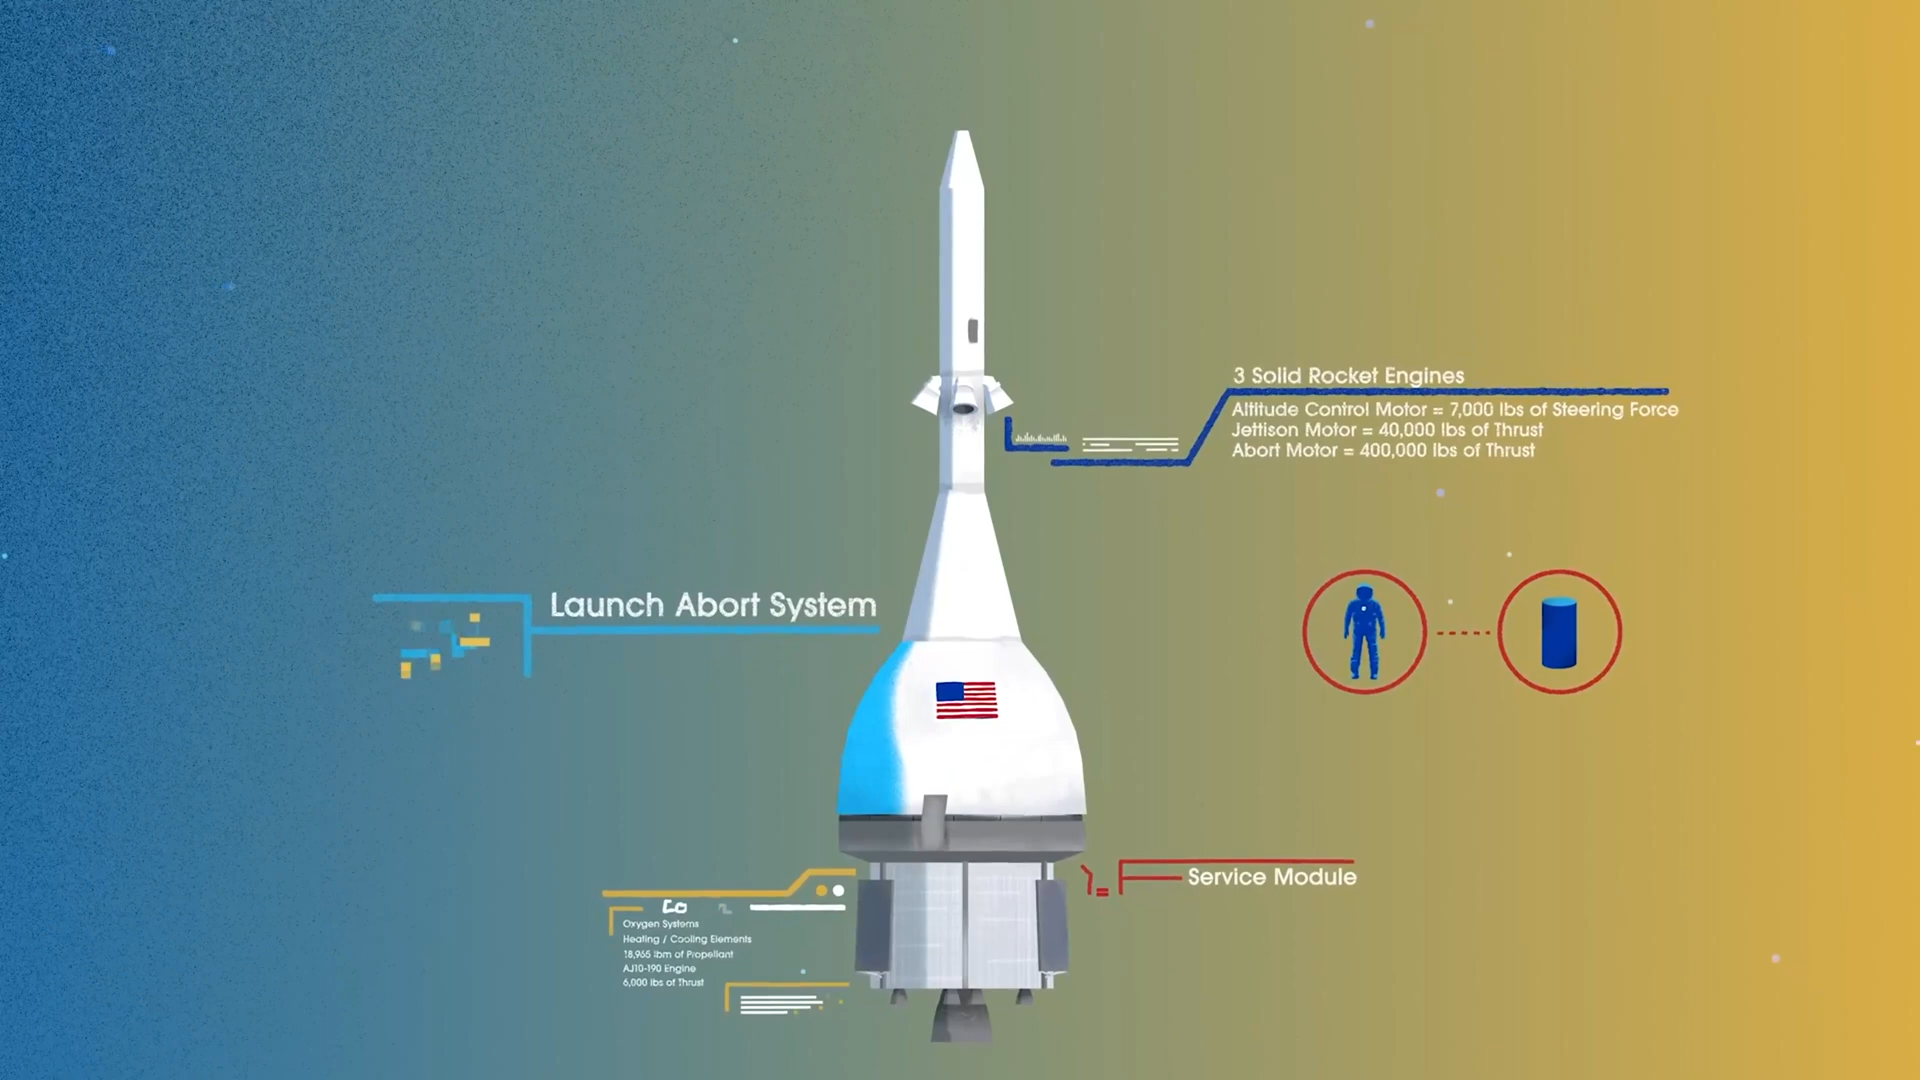 3 Solid Rocket Engines
Altitude Control Motor = 7,000 lbs of Steering Force
Jettison Motor = 40,000 lbs of Thrust
Abort Motor = 400,000 lbs of Thrust
Launch Abort System
Service Module
Oxygen Systems
Heating / Cooling Elements
18,965 lbm of Propellant
AJ10-190 Engine
6,000 lbs of Thrust